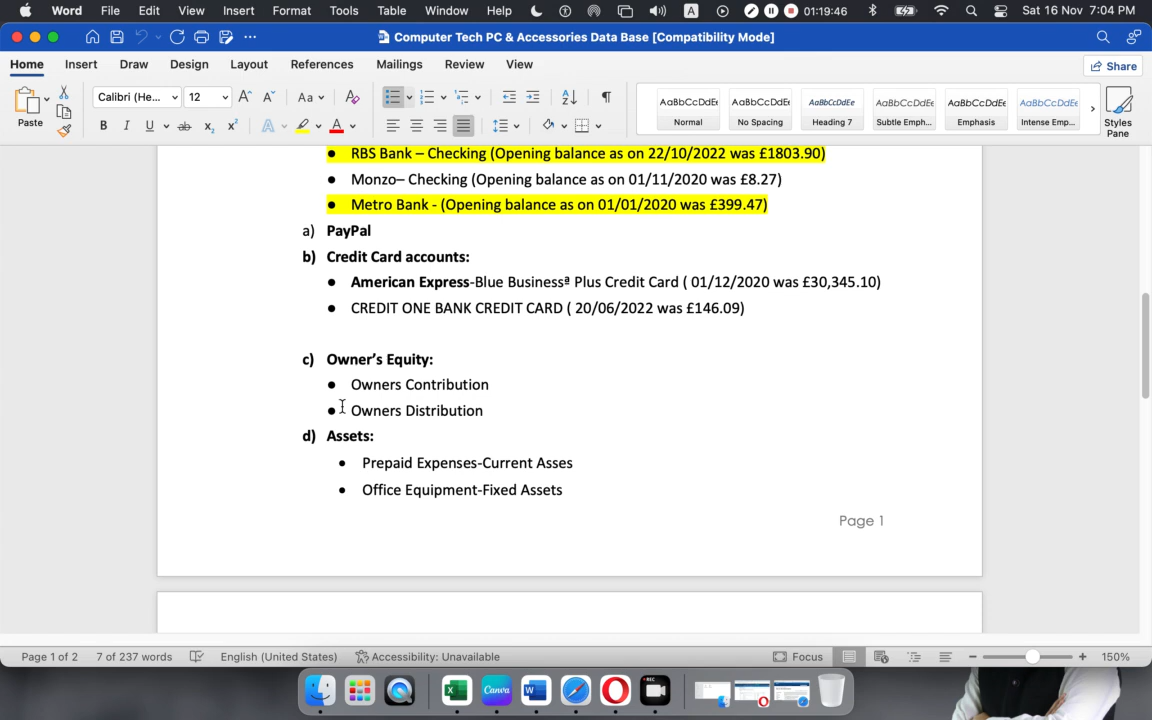 Word File Edit View Insert Format Tools Table Window Help A 01:19:46 Sat 16 Nov 7:04 PM
Computer Tech PC & Accessories Data Base [Compatibility Mode]
Home Insert Draw Design Layout References Mailings Review View Share
Paste Calibri (He... 12 Aa
AaBbCcDdEe AaBbCcDdEe AaBbCcDdEe AaBbCcDdEe AaBbCcDdEe AaBbCcDdEe
Normal No Spacing Heading 7 Subtle Emph... Emphasis Intense Emp... Styles Pane
● RBS Bank – Checking (Opening balance as on 22/10/2022 was £1803.90)
● Monzo– Checking (Opening balance as on 01/11/2020 was £8.27)
● Metro Bank - (Opening balance as on 01/01/2020 was £399.47)
a) PayPal
b) Credit Card accounts:
● American Express-Blue Businessª Plus Credit Card ( 01/12/2020 was £30,345.10)
● CREDIT ONE BANK CREDIT CARD ( 20/06/2022 was £146.09)
c) Owner’s Equity:
● Owners Contribution
● Owners Distribution
d) Assets:
• Prepaid Expenses-Current Asses
• Office Equipment-Fixed Assets
Page 1
Page 1 of 2 7 of 237 words English (United States) Accessibility: Unavailable Focus 150%
Canva REC